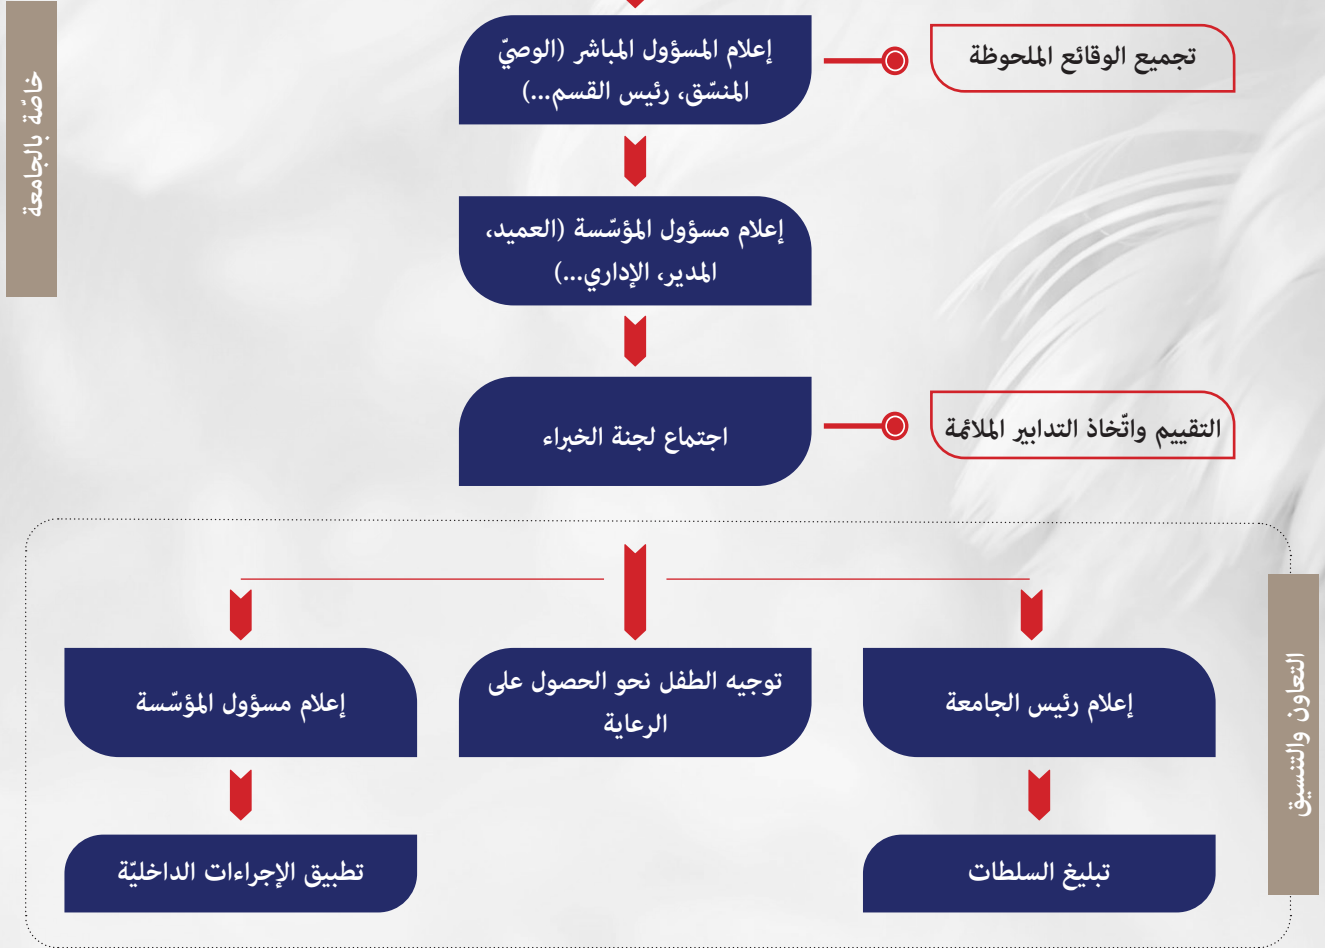 خاصّة بالجامعة
تجميع الوقائع الملحوظة
إعلام المسؤول المباشر (الوصيّ
المنسّق، رئيس القسم...)
إعلام مسؤول المؤسّسة (العميد،
المدير، الإداري...)
التقييم واتّخاذ التدابير الملائمة
اجتماع لجنة الخبراء
التعاون والتنسيق
إعلام رئيس الجامعة
توجيه الطفل نحو الحصول على
الرعاية
إعلام مسؤول المؤسّسة
تبليغ السلطات
تطبيق الإجراءات الداخليّة